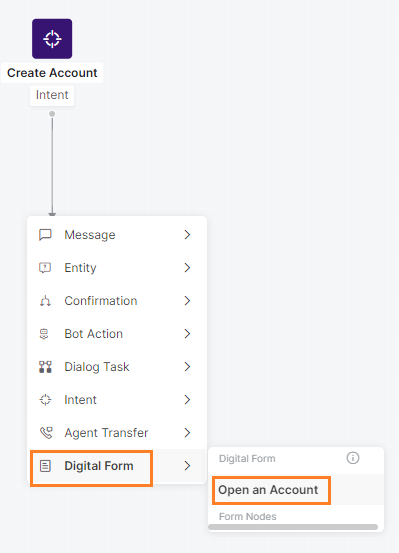 Create Account
Intent
Message
Entity
Confirmation
Bot Action
Dialog Task
Intent
Agent Transfer
Digital Form
Digital Form
Open an Account
Form Nodes